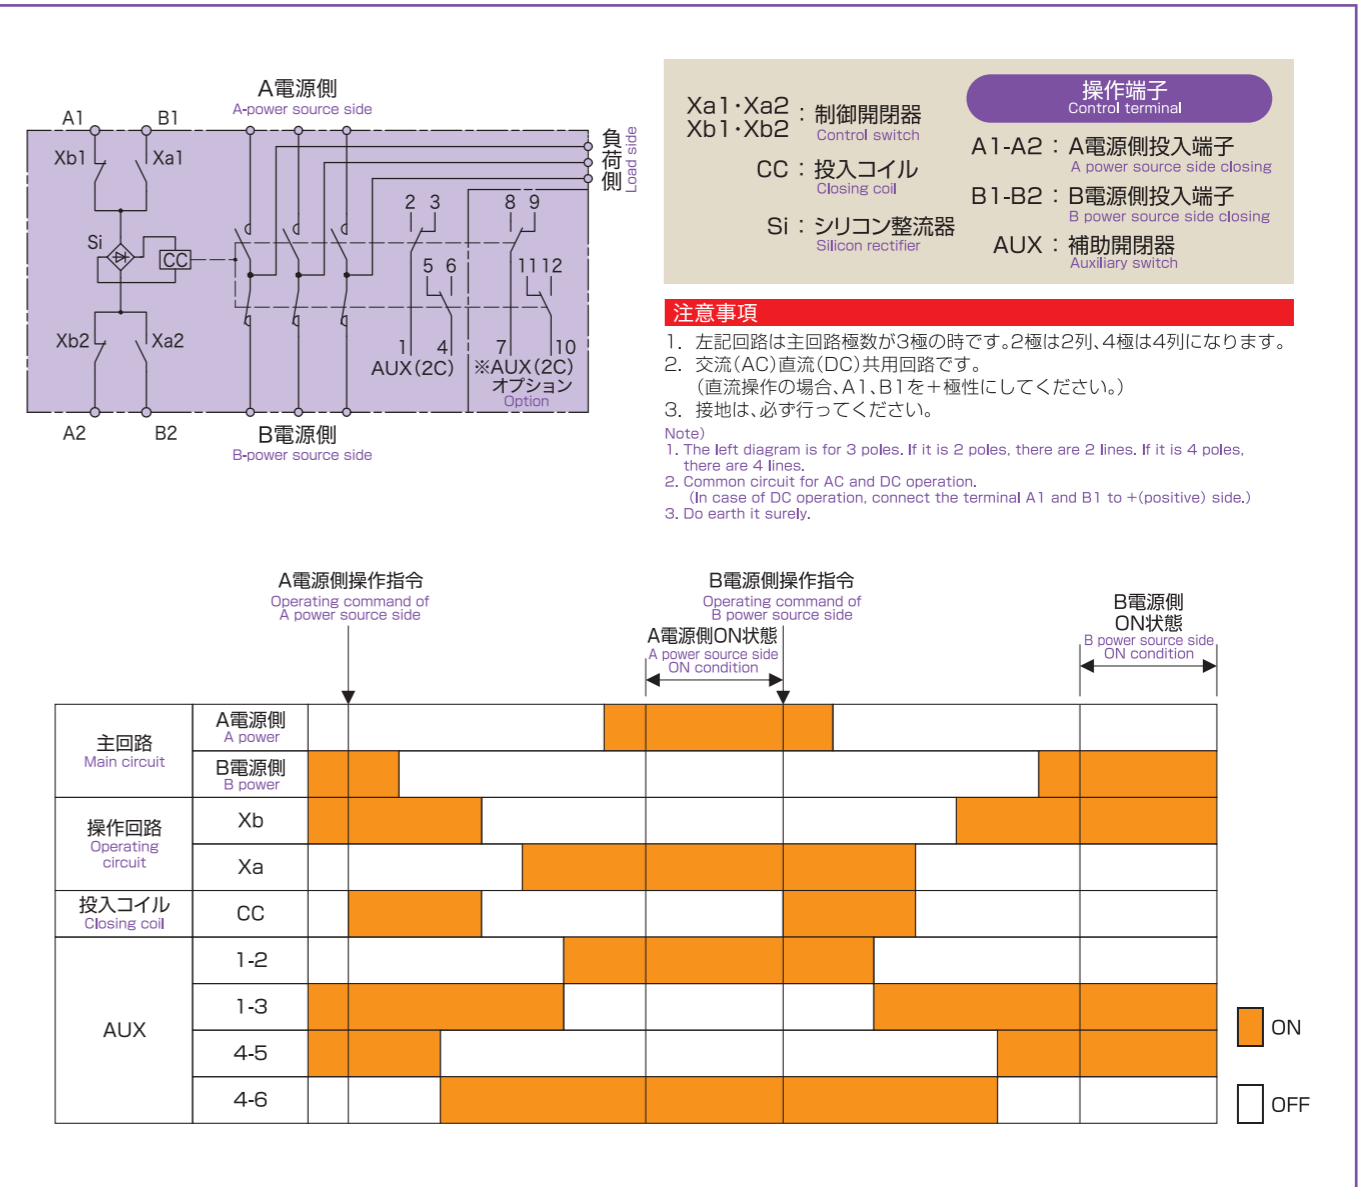 A電源側
A-power source side
A1
B1
Xb1
Xa1
負荷側
Load side
2 3
8 9
Si
CC
5 6
11 12
Xb2
Xa2
1
4
7
10
AUX(2C)
※AUX(2C)
オプション
Option
A2
B2
B電源側
B-power source side
Xa1・Xa2
Xb1・Xb2
：制御開閉器
Control switch
CC：投入コイル
Closing coil
Si：シリコン整流器
Silicon rectifier
操作端子
Control terminal
A1-A2：A電源側投入端子
A power source side closing
B1-B2：B電源側投入端子
B power source side closing
AUX：補助開閉器
Auxiliary switch
注意事項
1. 左記回路は主回路極数が3極の時です。2極は2列、4極は4列になります。
2. 交流(AC)直流(DC)共用回路です。
(直流操作の場合、A1、B1を＋極性にしてください。)
3. 接地は、必ず行ってください。
Note)
1. The left diagram is for 3 poles. If it is 2 poles, there are 2 lines. If it is 4 poles,
there are 4 lines.
2. Common circuit for AC and DC operation.
(In case of DC operation, connect the terminal A1 and B1 to +(positive) side.)
3. Do earth it surely.
A電源側操作指令
Operating command of
A power source side
B電源側操作指令
Operating command of
B power source side
A電源側ON状態
A power source side
ON condition
B電源側
ON状態
B power source side
ON condition
主回路
Main circuit
A電源側
A power
B電源側
B power
操作回路
Operating
circuit
Xb
Xa
投入コイル
Closing coil
CC
AUX
1-2
1-3
4-5
4-6
ON
OFF